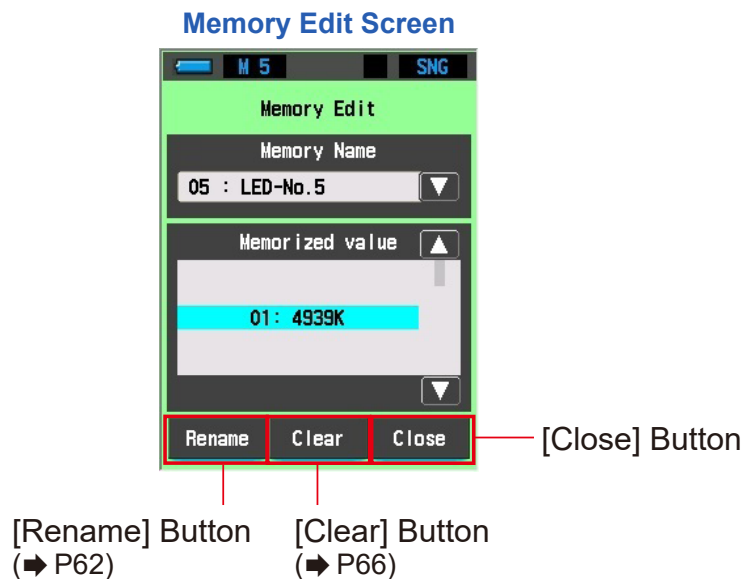 Memory Edit Screen
M 5 SNG
Memory Edit
Memory Name
05 : LED-No.5
Memorized value
01: 4939K
Rename Clear Close
[Close] Button
[Rename] Button [Clear] Button
(➡ P62) (➡ P66)